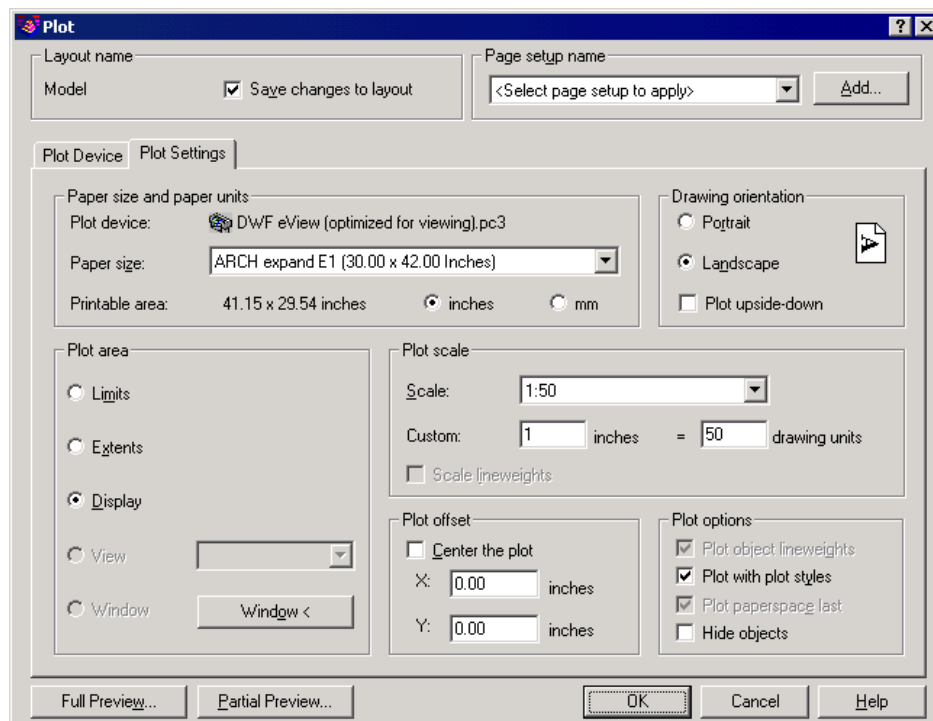 Plot
Layout name
Model
Save changes to layout
Page setup name
<Select page setup to apply>
Add...
Plot Device
Plot Settings
Paper size and paper units
Plot device:
DWF eView (optimized for viewing).pc3
Paper size:
ARCH expand E1 (30.00 x 42.00 Inches)
Printable area:
41.15 x 29.54 inches
inches
mm
Drawing orientation
Portrait
Landscape
A
Plot upside-down
Plot area
Limits
Extents
Display
View
Window
Window <
Plot scale
Scale:
1:50
Custom:
1
inches
=
50
drawing units
Scale lineweights
Plot offset
Center the plot
X:
0.00
inches
Y:
0.00
inches
Plot options
Plot object lineweights
Plot with plot styles
Plot paperspace last
Hide objects
Full Preview...
Partial Preview...
OK
Cancel
Help